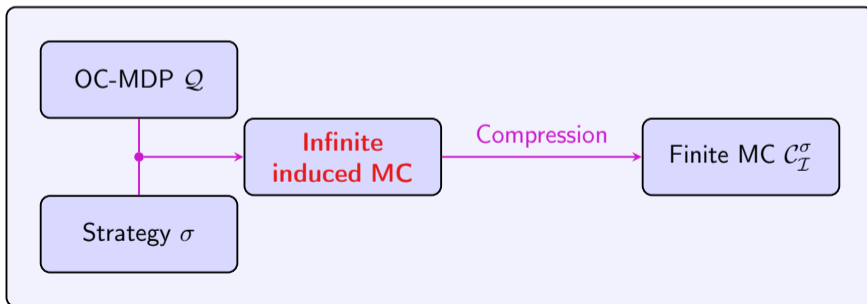 OC-MDP 𝒬
Infinite
induced MC
Compression
Finite MC 𝒞_ℐ^σ
Strategy σ